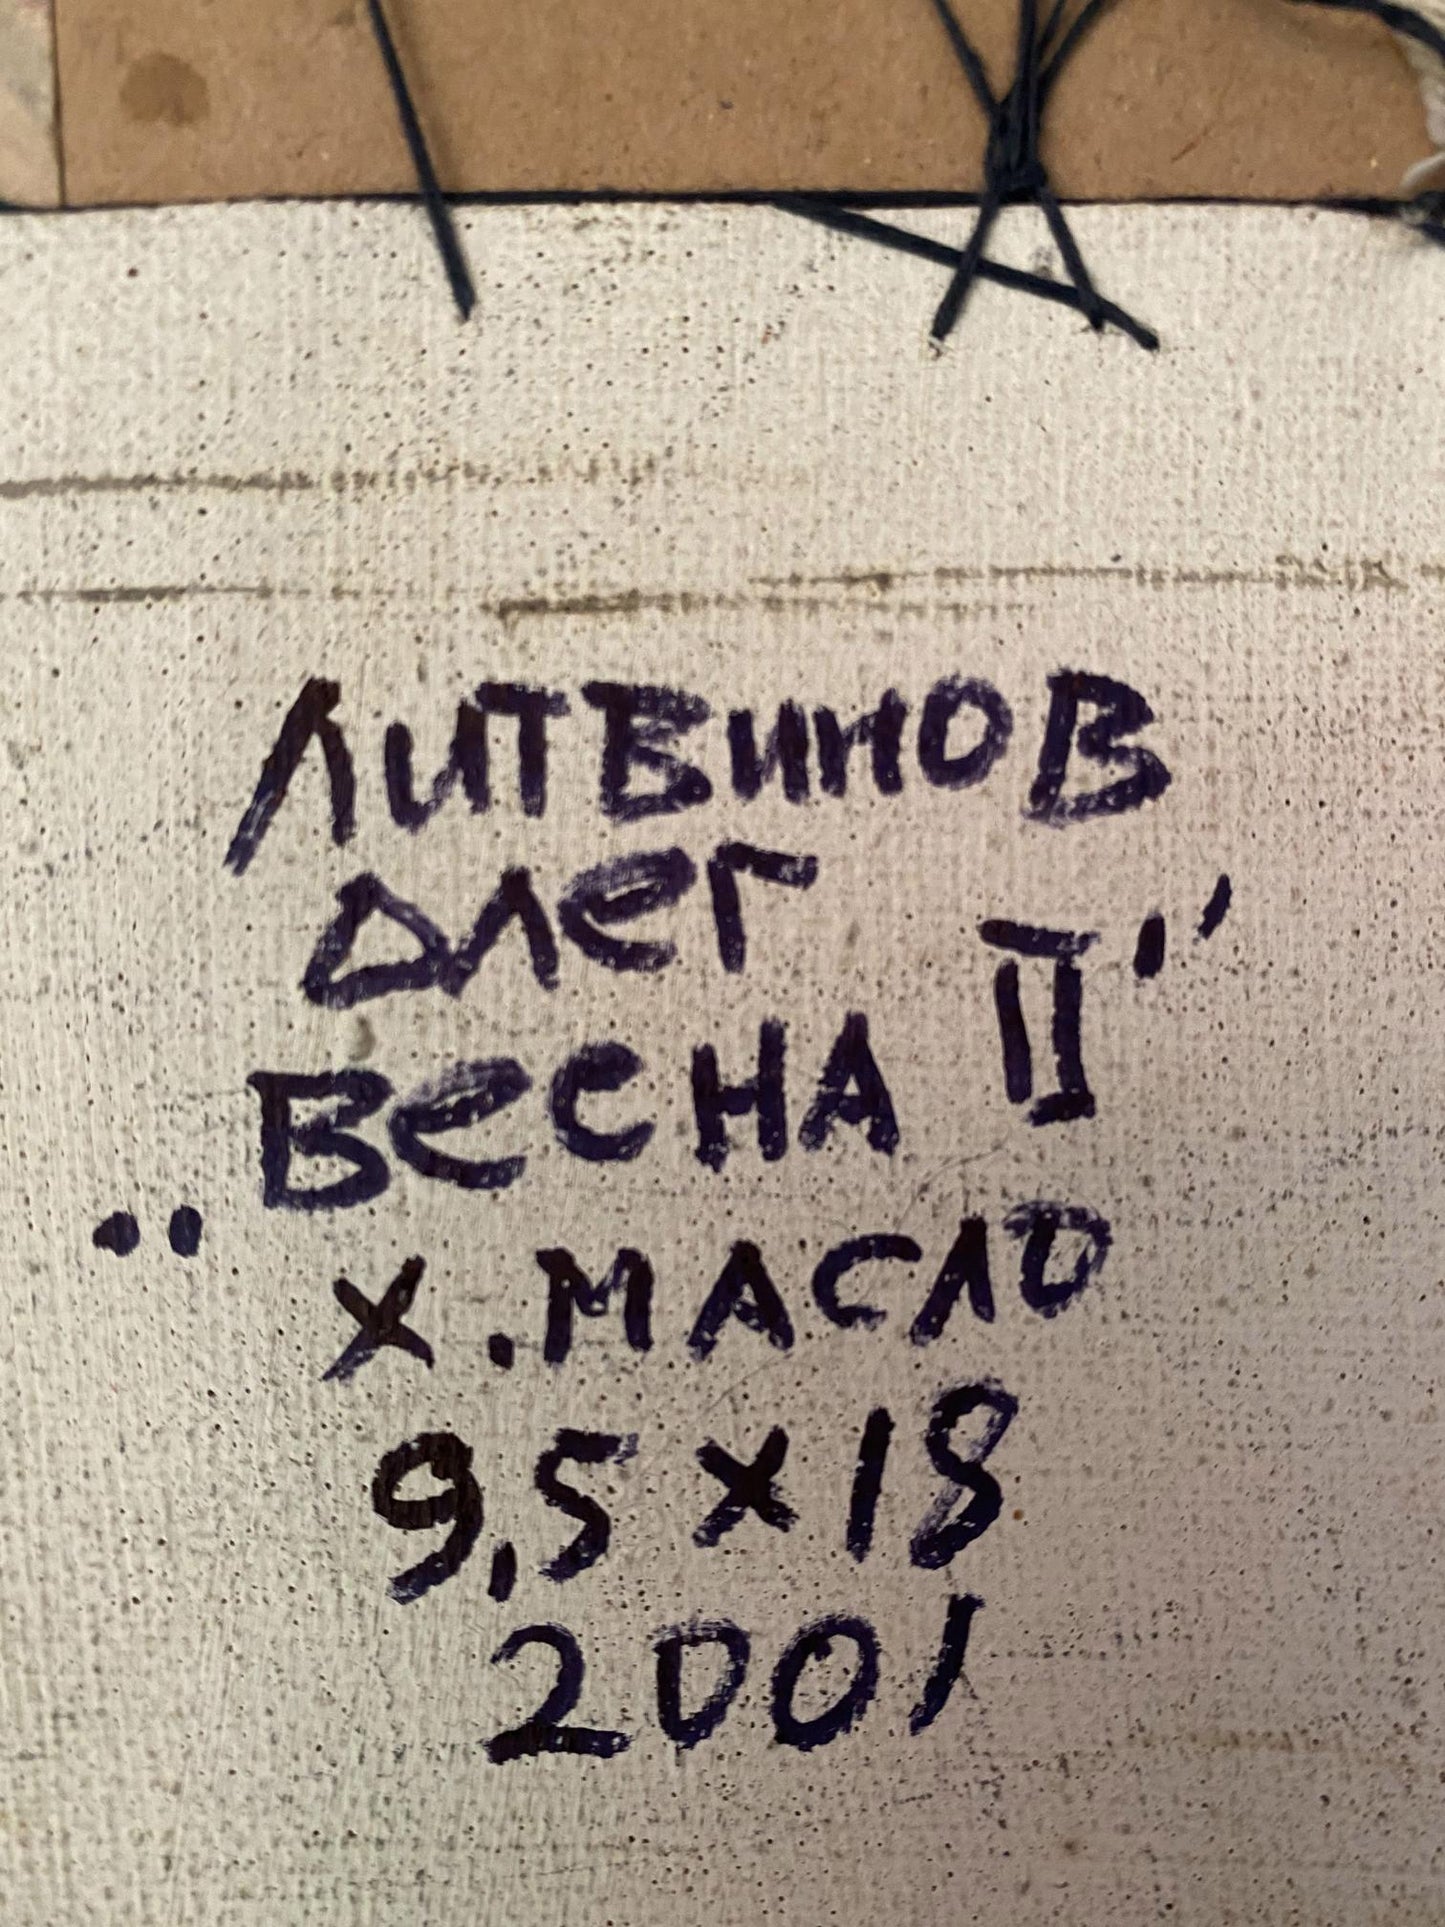 ЛИТВИНОВ
ОЛЕГ
„ВЕСНА II"
х. МАСЛО
9,5 x 18
2001